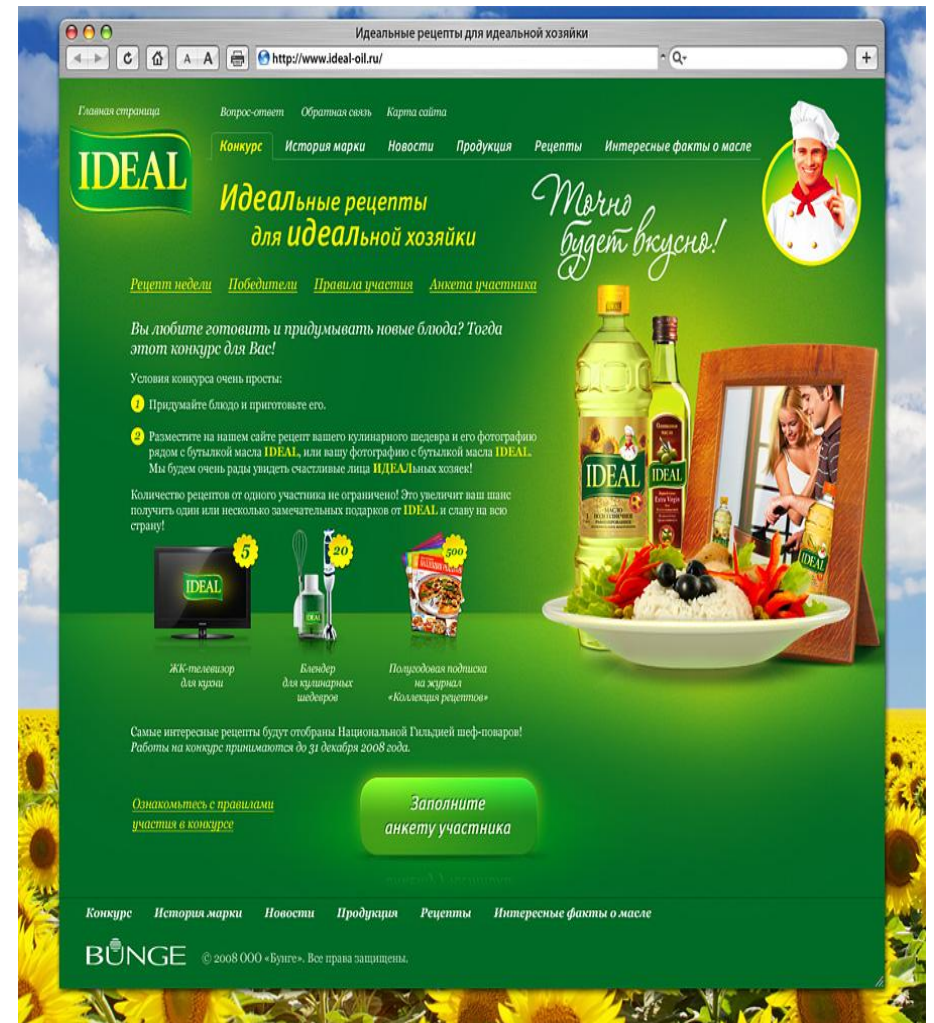 Идеальные рецепты для идеальной хозяйки
A A http://www.ideal-oil.ru/
Главная страница Вопрос-ответ Обратная связь Карта сайта
IDEAL
Конкурс История марки Новости Продукция Рецепты Интересные факты о масле
Идеальные рецепты
для идеальной хозяйки
Точно
будет вкусно!
Рецепт недели Победители Правила участия Анкета участника
Вы любите готовить и придумывать новые блюда? Тогда
этот конкурс для Вас!
Условия конкурса очень просты:
1 Придумайте блюдо и приготовьте его.
2 Разместите на нашем сайте рецепт вашего кулинарного шедевра и его фотографию
рядом с бутылкой масла IDEAL, или вашу фотографию с бутылкой масла IDEAL.
Мы будем очень рады увидеть счастливые лица ИДЕАЛьных хозяек!
Количество рецептов от одного участника не ограничено! Это увеличит ваш шанс
получить один или несколько замечательных подарков от IDEAL и славу на всю
страну!
5 20 500
IDEAL
IDEAL
IDEAL
IDEAL
Extra Virgin
МАСЛО
IDEAL
ЖК-телевизор
для кухни
Блендер
для кулинарных
шедевров
Полугодовая подписка
на журнал
«Коллекция рецептов»
Самые интересные рецепты будут отобраны Национальной Гильдией шеф-поваров!
Работы на конкурс принимаются до 31 декабря 2008 года.
Ознакомьтесь с правилами
участия в конкурсе
Заполните
анкету участника
Конкурс История марки Новости Продукция Рецепты Интересные факты о масле
BUNGE © 2008 ООО «Бунге». Все права защищены.